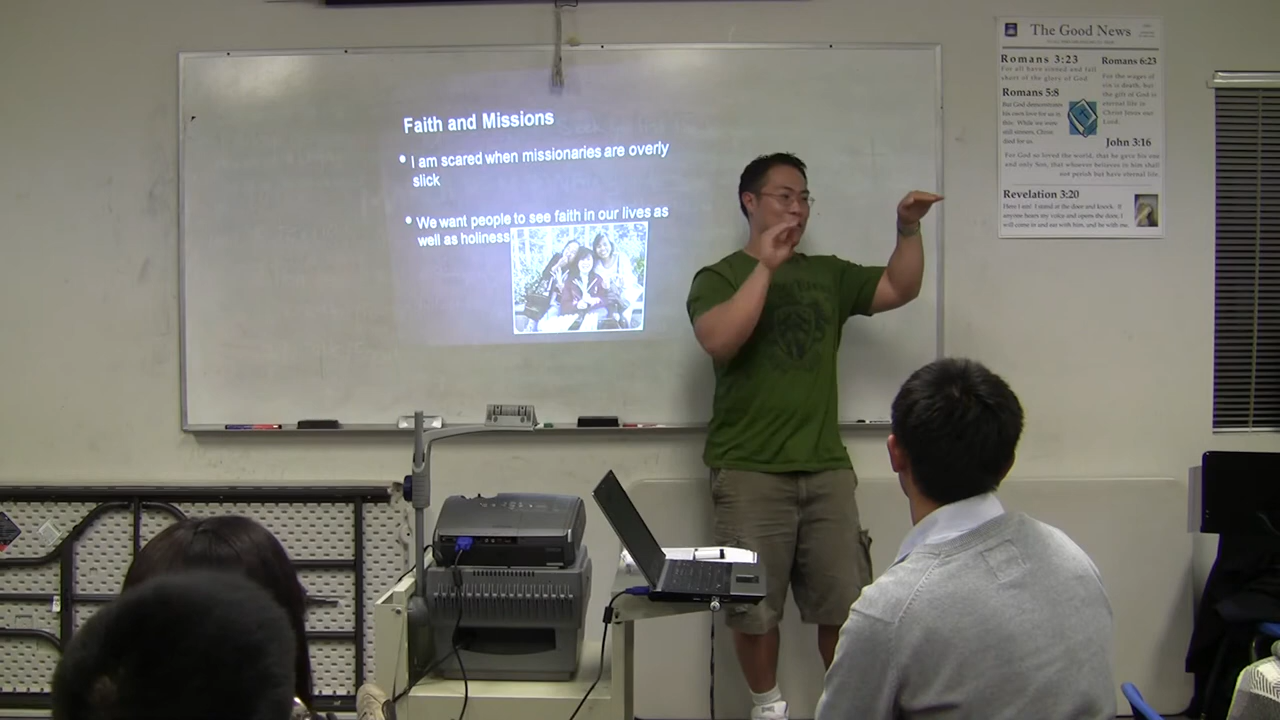 Faith and Missions
• I am scared when missionaries are overly
slick
• We want people to see faith in our lives as
well as holiness
The Good News
Romans 3:23
For all have sinned and fall
short of the glory of God
Romans 5:8
But God demonstrates
his own love for us in
this: While we were
still sinners, Christ
died for us.
Romans 6:23
For the wages of
sin is death, but
the gift of God is
eternal life in
Christ Jesus our
Lord.
John 3:16
For God so loved the world, that he gave his one
and only Son, that whoever believes in him shall
not perish but have eternal life.
Revelation 3:20
Here I am! I stand at the door and knock. If
anyone hears my voice and opens the door, I
will come in and eat with him, and he with me.